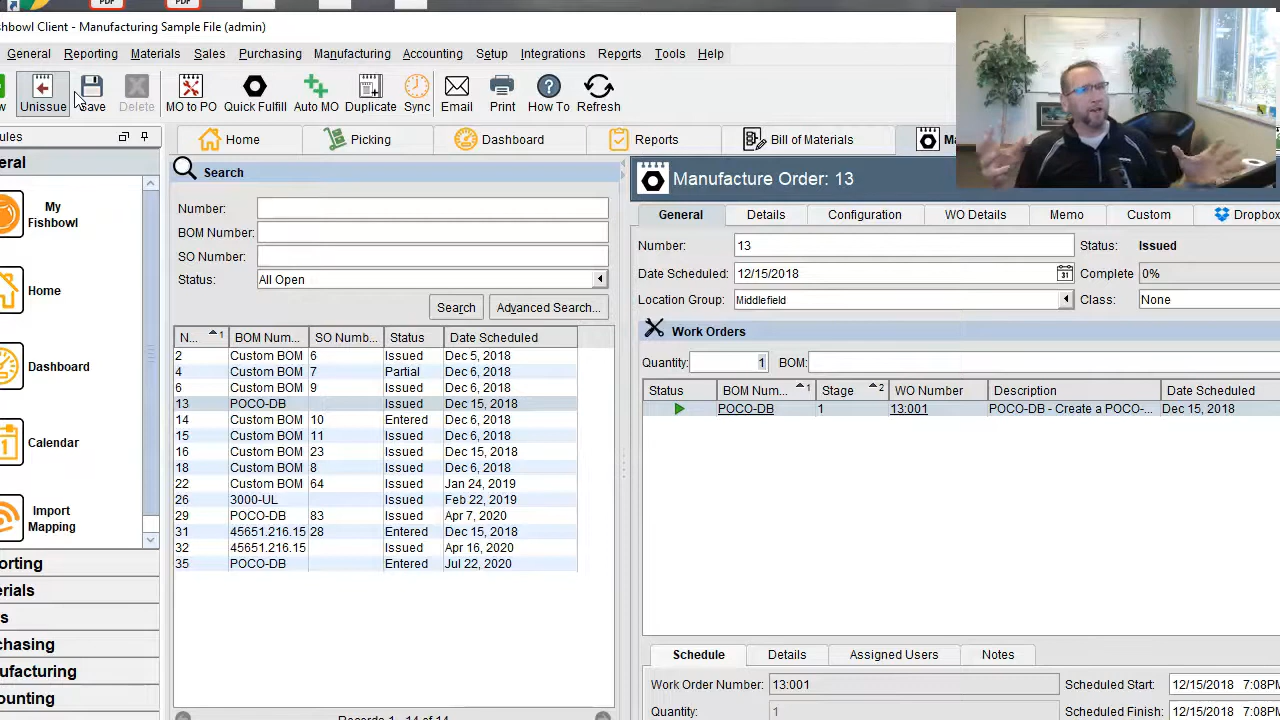 PDF PDF
shbowl Client - Manufacturing Sample File (admin)
General Reporting Materials Sales Purchasing Manufacturing Accounting Setup Integrations Reports Tools Help
w Unissue Save Delete MO to PO Quick Fulfill Auto MO Duplicate Sync Email Print How To Refresh
ules
eral
My
Fishbowl
Home
Dashboard
Calendar
Import
Mapping
orting
erials
s
chasing
ufacturing
ounting
Home Picking Dashboard Reports Bill of Materials Ma
Search
Number:
BOM Number:
SO Number:
Status: All Open
Search Advanced Search...
N... 1 BOM Num... SO Numb... Status Date Scheduled
2 Custom BOM 6 Issued Dec 5, 2018
4 Custom BOM 7 Partial Dec 6, 2018
6 Custom BOM 9 Issued Dec 6, 2018
13 POCO-DB Issued Dec 15, 2018
14 Custom BOM 10 Entered Dec 6, 2018
15 Custom BOM 11 Issued Dec 6, 2018
16 Custom BOM 23 Issued Dec 15, 2018
18 Custom BOM 8 Issued Dec 6, 2018
22 Custom BOM 64 Issued Jan 24, 2019
26 3000-UL Issued Feb 22, 2019
29 POCO-DB 83 Issued Apr 7, 2020
31 45651.216.15 28 Entered Dec 15, 2018
32 45651.216.15 Issued Apr 16, 2020
35 POCO-DB Entered Jul 22, 2020
Records 1 - 14 of 14
Manufacture Order: 13
General Details Configuration WO Details Memo Custom Dropbox
Number: 13 Status: Issued
Date Scheduled: 12/15/2018 31 Complete 0%
Location Group: Middlefield Class: None
Work Orders
Quantity: 1 BOM:
Status BOM Num... 1 Stage 2 WO Number Description Date Scheduled
POCO-DB 1 13:001 POCO-DB - Create a POCO-... Dec 15, 2018
Schedule Details Assigned Users Notes
Work Order Number: 13:001 Scheduled Start: 12/15/2018 7:08PM
Quantity: 1 Scheduled Finish: 12/15/2018 7:08PM